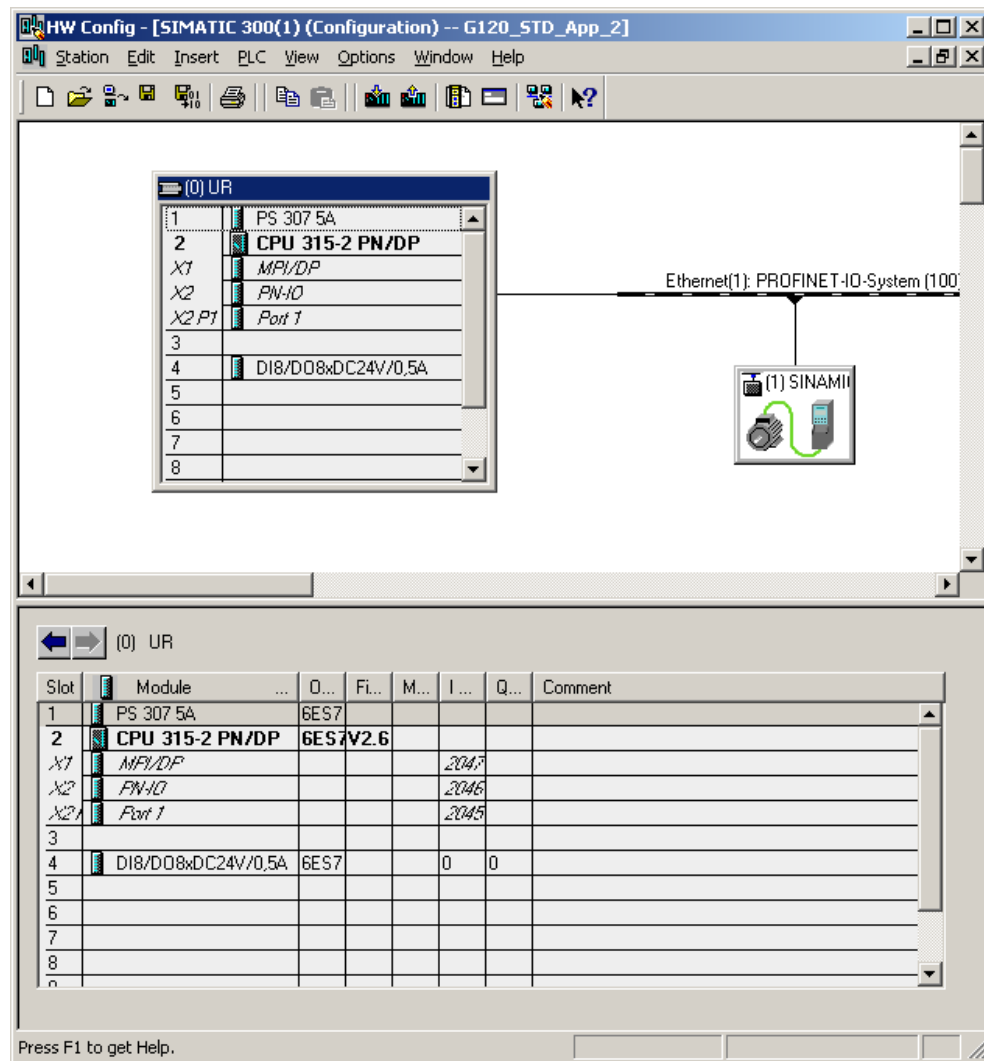 HW Config - [SIMATIC 300(1) (Configuration) -- G120_STD_App_2]
Station Edit Insert PLC View Options Window Help
(0) UR
1 PS 307 5A
2 CPU 315-2 PN/DP
X1 MPI/DP
X2 PN-IO
X2 P1 Port 1
3
4 DI8/DO8xDC24V/0,5A
5
6
7
8
Ethernet(1): PROFINET-IO-System (100)
(1) SINAMI
(0) UR
Slot Module ... O... Fi... M... I ... Q... Comment
1 PS 307 5A 6ES7
2 CPU 315-2 PN/DP 6ES7 V2.6
X1 MPI/DP 2047
X2 PN-IO 2046
X2 Port 1 2045
3
4 DI8/DO8xDC24V/0,5A 6ES7 0 0
5
6
7
8
Press F1 to get Help.